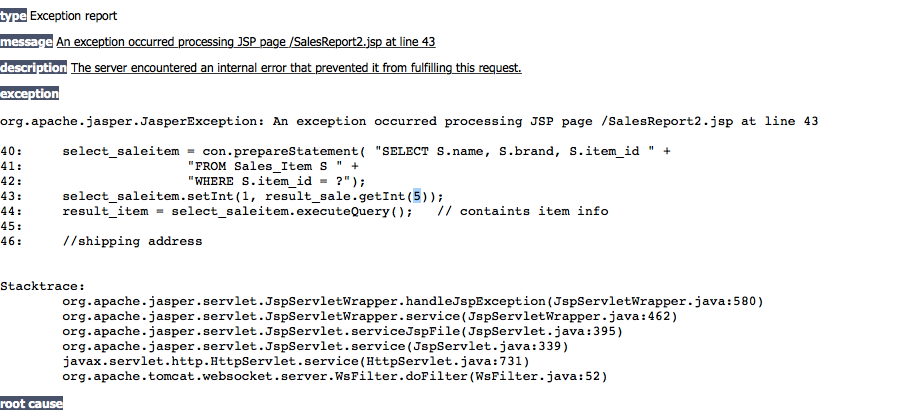 type Exception report
message An exception occurred processing JSP page /SalesReport2.jsp at line 43
description The server encountered an internal error that prevented it from fulfilling this request.
exception
org.apache.jasper.JasperException: An exception occurred processing JSP page /SalesReport2.jsp at line 43
40: select_saleitem = con.prepareStatement( "SELECT S.name, S.brand, S.item_id " +
41: "FROM Sales_Item S " +
42: "WHERE S.item_id = ?");
43: select_saleitem.setInt(1, result_sale.getInt(5));
44: result_item = select_saleitem.executeQuery(); // containts item info
45:
46: //shipping address
Stacktrace:
org.apache.jasper.servlet.JspServletWrapper.handleJspException(JspServletWrapper.java:580)
org.apache.jasper.servlet.JspServletWrapper.service(JspServletWrapper.java:462)
org.apache.jasper.servlet.JspServlet.serviceJspFile(JspServlet.java:395)
org.apache.jasper.servlet.JspServlet.service(JspServlet.java:339)
javax.servlet.http.HttpServlet.service(HttpServlet.java:731)
org.apache.tomcat.websocket.server.WsFilter.doFilter(WsFilter.java:52)
root cause